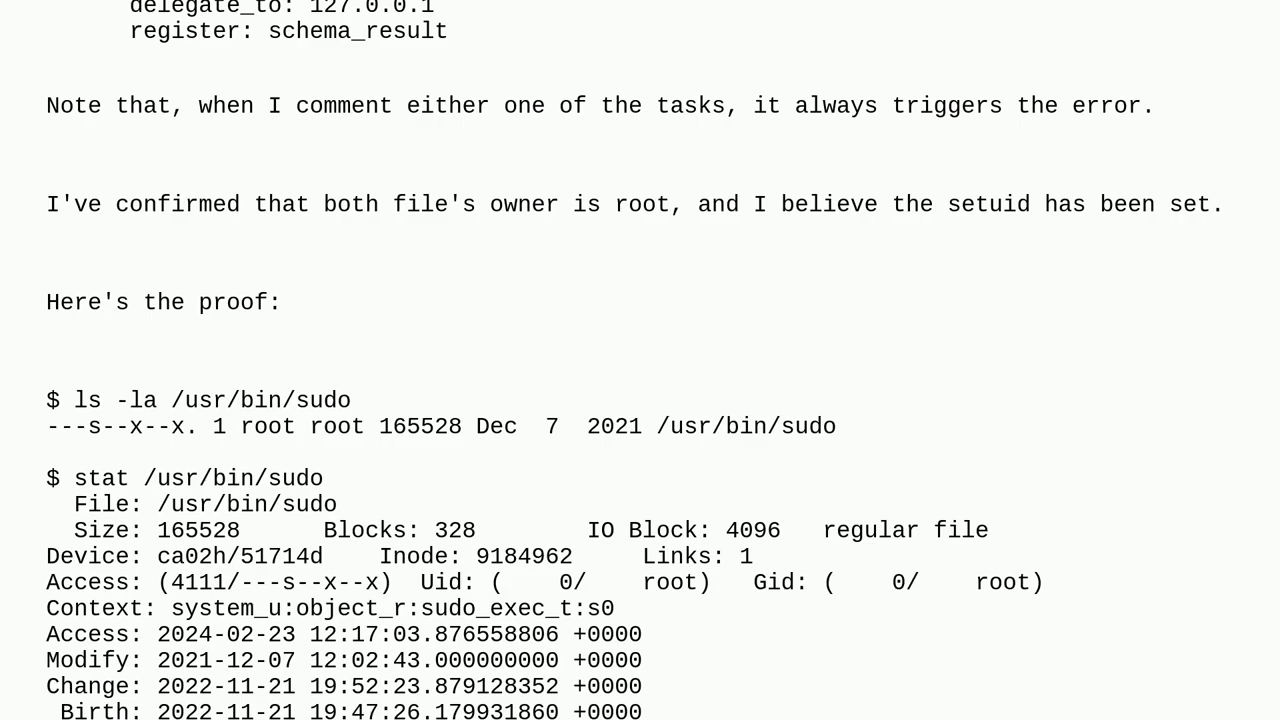 delegate_to: 127.0.0.1
register: schema_result
Note that, when I comment either one of the tasks, it always triggers the error.
I've confirmed that both file's owner is root, and I believe the setuid has been set.
Here's the proof:
$ ls -la /usr/bin/sudo
---s--x--x. 1 root root 165528 Dec  7  2021 /usr/bin/sudo
$ stat /usr/bin/sudo
  File: /usr/bin/sudo
  Size: 165528      Blocks: 328        IO Block: 4096   regular file
Device: ca02h/51714d    Inode: 9184962     Links: 1
Access: (4111/---s--x--x)  Uid: (    0/    root)   Gid: (    0/    root)
Context: system_u:object_r:sudo_exec_t:s0
Access: 2024-02-23 12:17:03.876558806 +0000
Modify: 2021-12-07 12:02:43.000000000 +0000
Change: 2022-11-21 19:52:23.879128352 +0000
 Birth: 2022-11-21 19:47:26.179931860 +0000